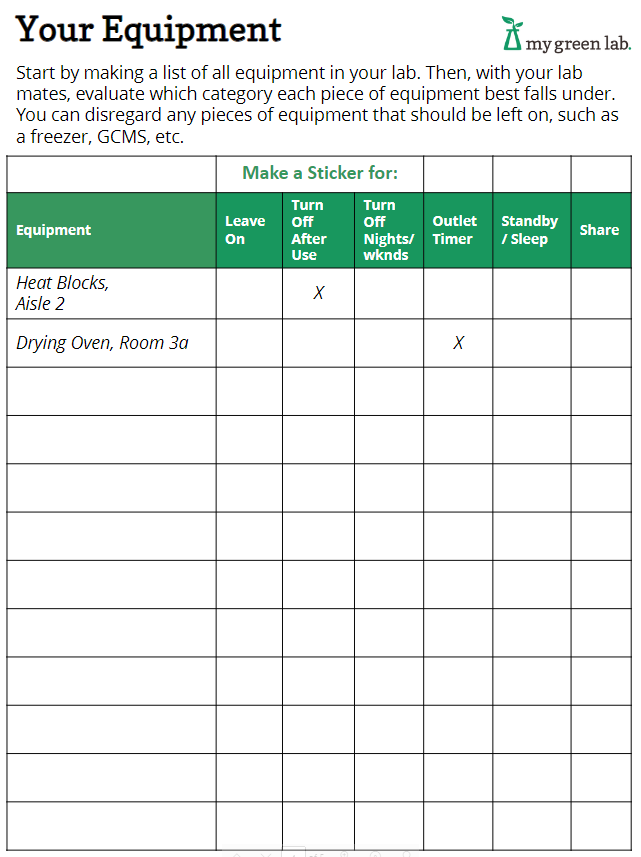 Your Equipment
my green lab.
Start by making a list of all equipment in your lab. Then, with your lab
mates, evaluate which category each piece of equipment best falls under.
You can disregard any pieces of equipment that should be left on, such as
a freezer, GCMS, etc.
Make a Sticker for:
Equipment
Leave
On
Turn
Off
After
Use
Turn
Off
Nights/
wknds
Outlet
Timer
Standby
/ Sleep
Share
Heat Blocks,
Aisle 2
X
Drying Oven, Room 3a
X